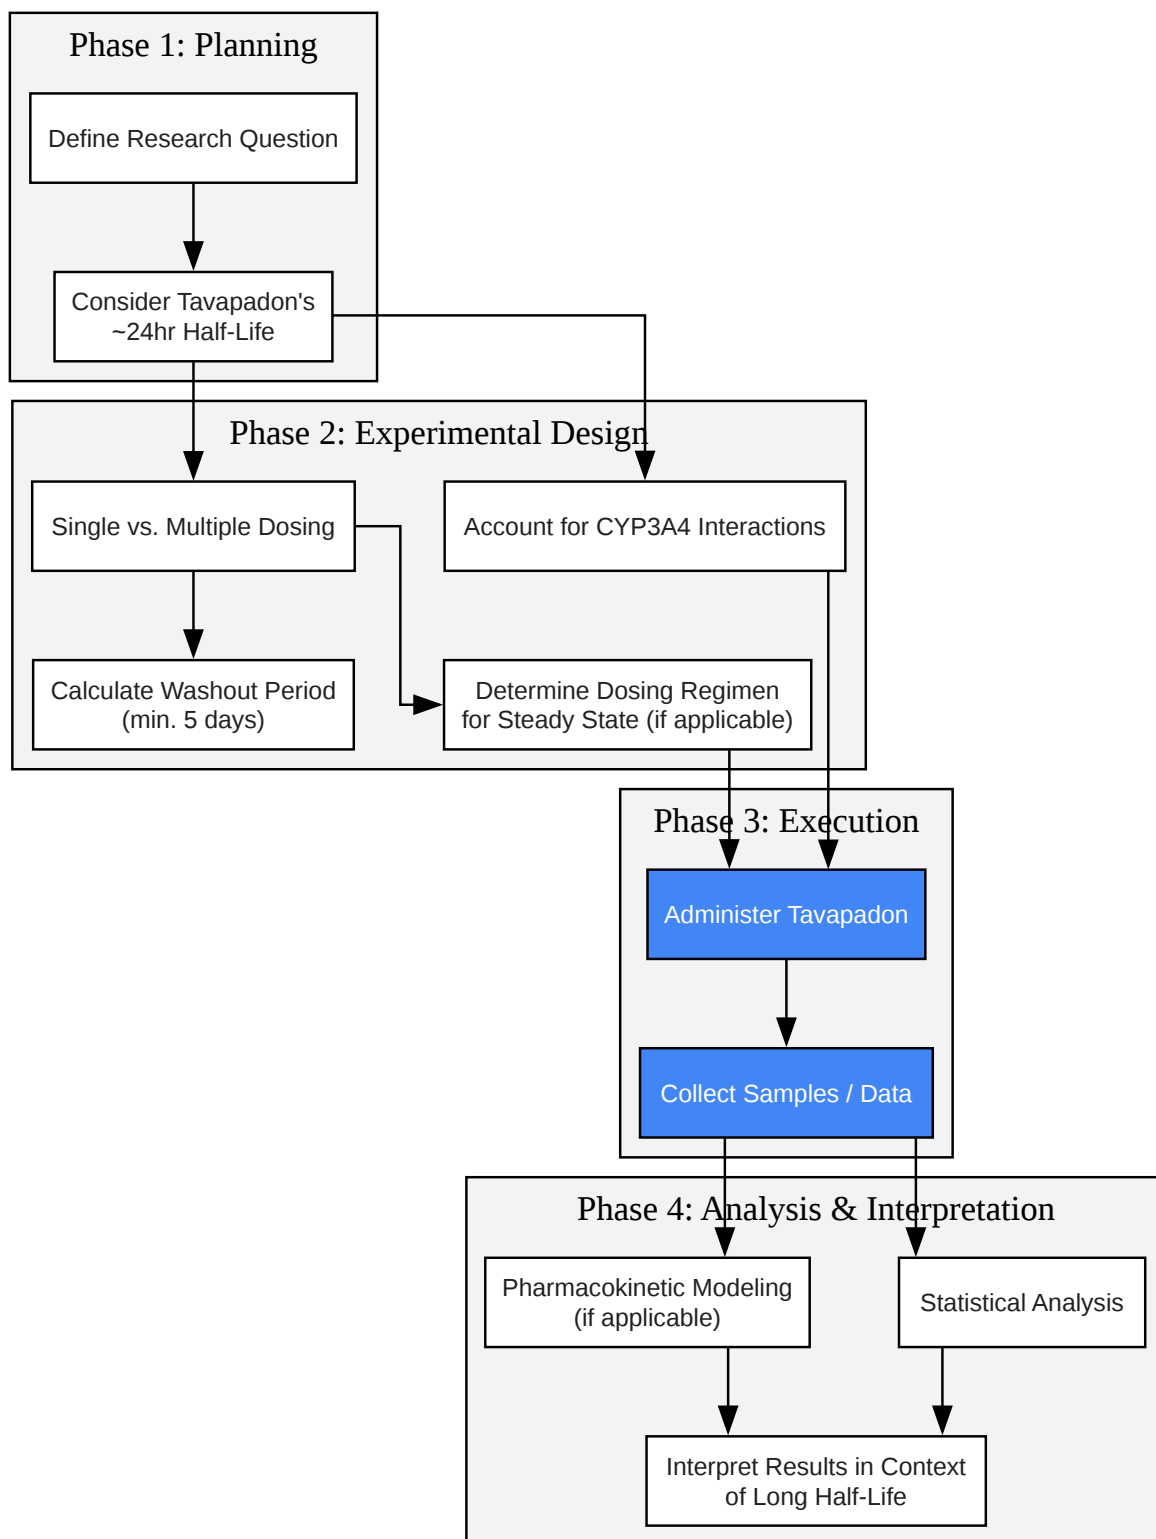 Phase 1: Planning
Define Research Question
Consider Tavapadon's
~24hr Half-Life
Phase 2: Experimental Design
Single vs. Multiple Dosing
Account for CYP3A4 Interactions
Calculate Washout Period
(min. 5 days)
Determine Dosing Regimen
for Steady State (if applicable)
Phase 3: Execution
Administer Tavapadon
Collect Samples / Data
Phase 4: Analysis & Interpretation
Pharmacokinetic Modeling
(if applicable)
Statistical Analysis
Interpret Results in Context
of Long Half-Life